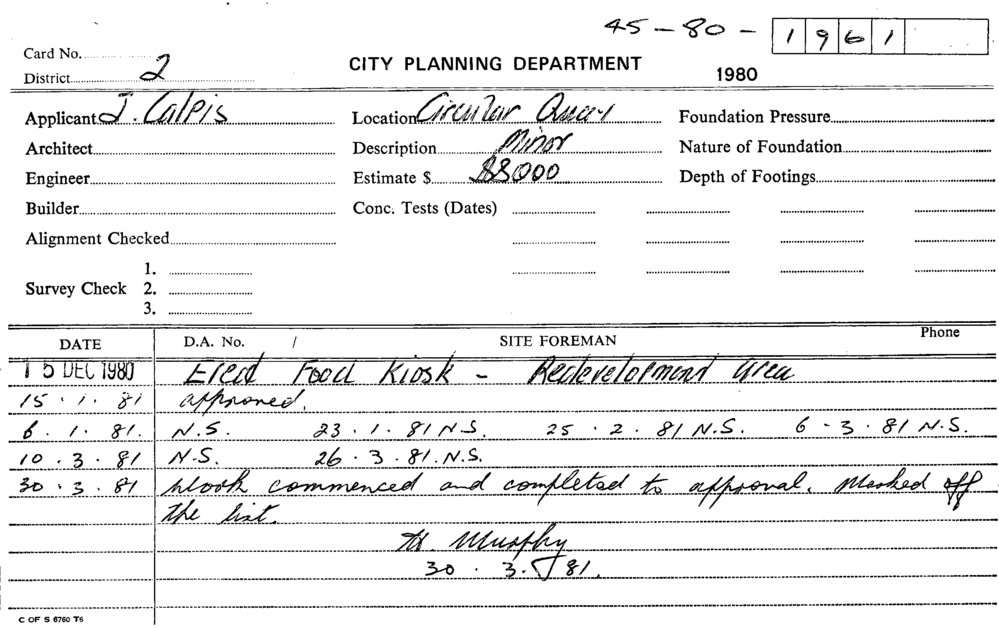 45 - 80 - 1961
Card No.
District 2
CITY PLANNING DEPARTMENT
1980
Applicant J. Calpis Location Circular Quay Foundation Pressure
Architect Description Minor Nature of Foundation
Engineer Estimate $ $8000 Depth of Footings
Builder Conc. Tests (Dates)
Alignment Checked
1.
Survey Check 2.
3.
DATE D.A. No. / SITE FOREMAN Phone
15 DEC 1980 Erect Food Kiosk - Redevelopment area
15 . 1 . 81 approved.
6 . 1 . 81. N.S. 23 . 1 . 81 N.S. 25 . 2 . 81 N.S. 6 - 3 . 81 N.S.
10 . 3 . 81 N.S. 26 . 3 . 81. N.S.
30 . 3 . 81 Work commenced and completed to approval. Marked off
the list.
Murphy
30 . 3 . 81.
C OF S 6760 T6